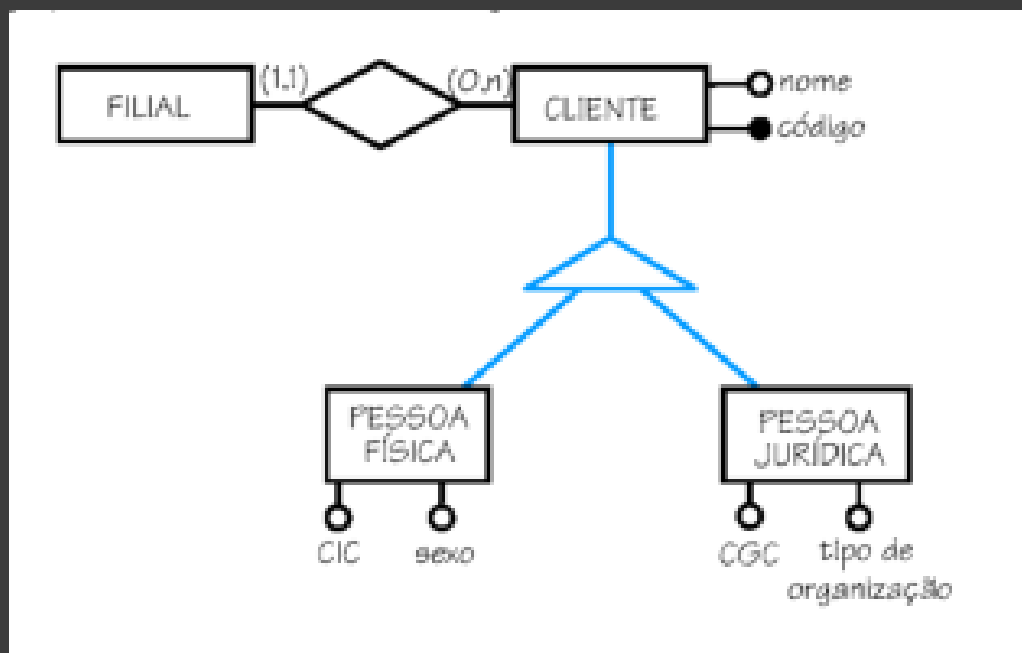 FILIAL
(1,1)
(0,n)
CLIENTE
nome
código
PESSOA
FÍSICA
PESSOA
JURÍDICA
CIC
sexo
CGC
tipo de
organização